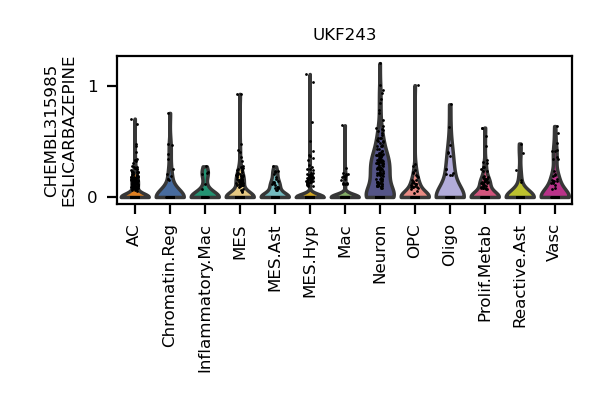 UKF243
CHEMBL315985
ESLICARBAZEPINE
1
0
AC
Chromatin.Reg
Inflammatory.Mac
MES
MES.Ast
MES.Hyp
Mac
Neuron
OPC
Oligo
Prolif.Metab
Reactive.Ast
Vasc